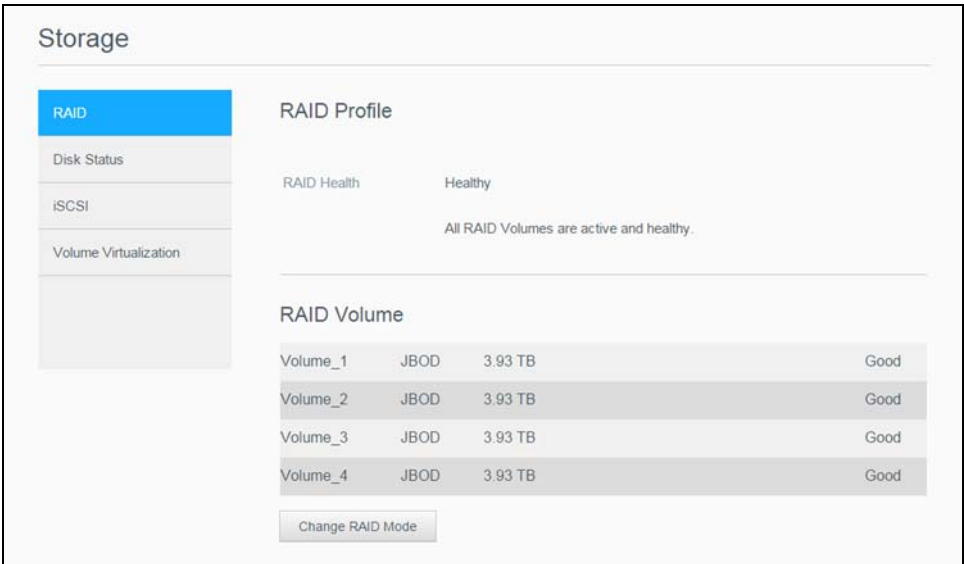 Storage
RAID
Disk Status
iSCSI
Volume Virtualization
RAID Profile
RAID Health Healthy
All RAID Volumes are active and healthy.
RAID Volume
Volume_1 JBOD 3.93 TB Good
Volume_2 JBOD 3.93 TB Good
Volume_3 JBOD 3.93 TB Good
Volume_4 JBOD 3.93 TB Good
Change RAID Mode